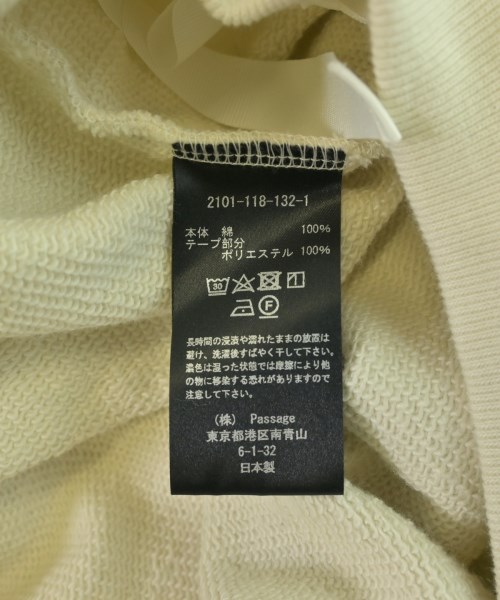 2101-118-132-1
本体 綿 100%
テープ部分
ポリエステル 100%
30
F
長時間の浸漬や濡れたままの放置は
避け、洗濯後すばやく干して下さい。
濃色は湿った状態では摩擦により他
の物に移染する恐れがありますので
注意して下さい。
(株) Passage
東京都港区南青山
6-1-32
日本製